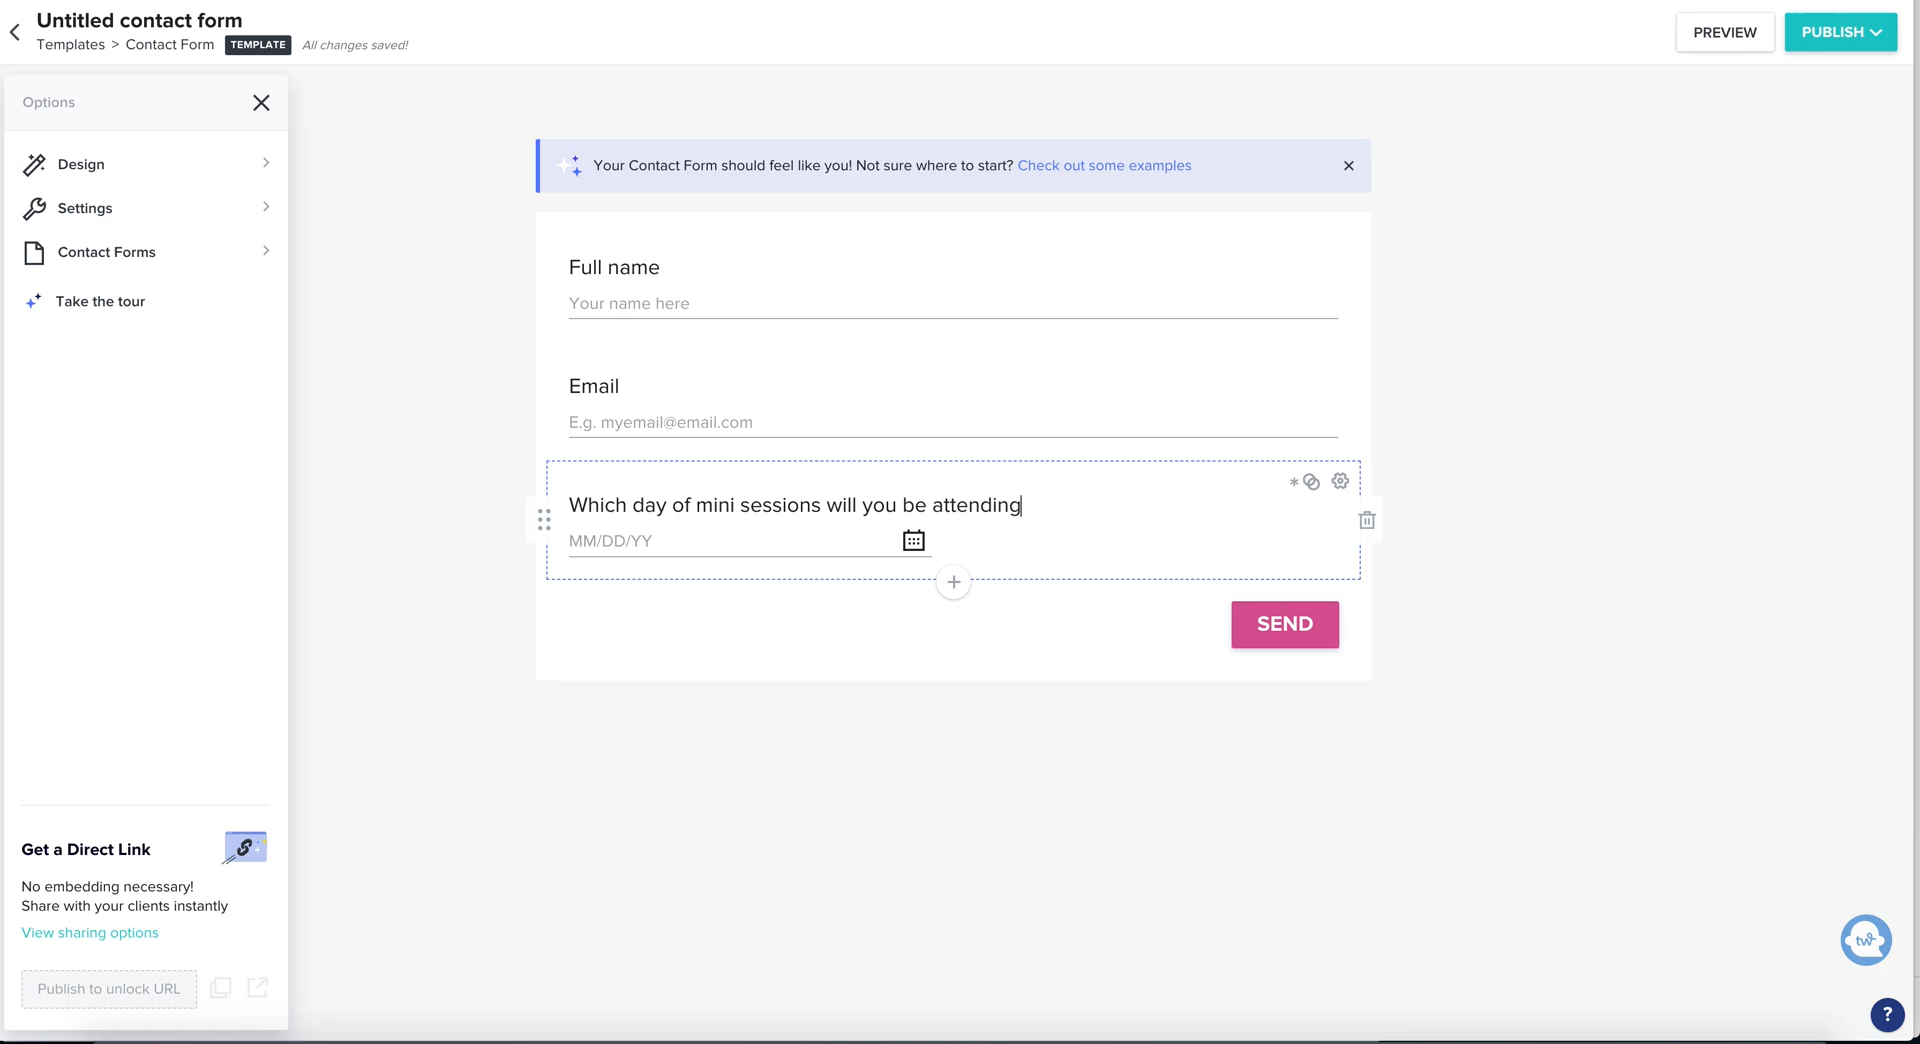 Untitled contact form
Templates > Contact Form TEMPLATE All changes saved!
PREVIEW
PUBLISH
Options
Design
Settings
Contact Forms
Take the tour
Your Contact Form should feel like you! Not sure where to start? Check out some examples
Full name
Your name here
Email
E.g. myemail@email.com
Which day of mini sessions will you be attending
MM/DD/YY
SEND
Get a Direct Link
No embedding necessary!
Share with your clients instantly
View sharing options
Publish to unlock URL
tw
?